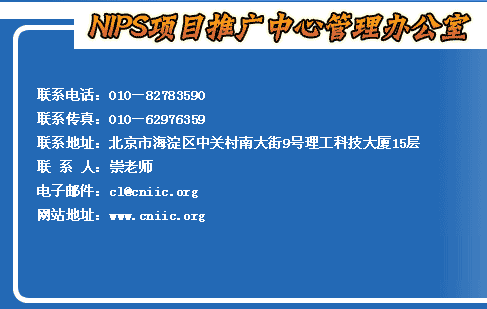 NIPS项目推广中心管理办公室
联系电话：010－82783590
联系传真：010－62976359
联系地址：北京市海淀区中关村南大街9号理工科技大厦15层
联 系 人：崇老师
电子邮件：cl@cniic.org
网站地址：www.cniic.org